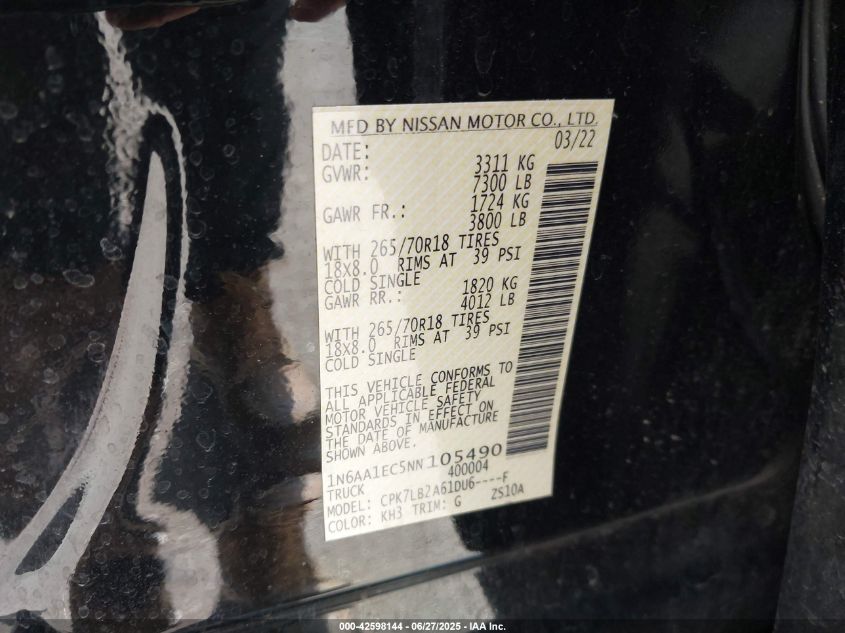 MFD BY NISSAN MOTOR CO., LTD.
DATE: 03/22
GVWR: 3311 KG
7300 LB
GAWR FR.: 1724 KG
3800 LB
WITH 265/70R18 TIRES
18X8.0 RIMS AT 39 PSI
COLD SINGLE
GAWR RR.: 1820 KG
4012 LB
WITH 265/70R18 TIRES
18X8.0 RIMS AT 39 PSI
COLD SINGLE
THIS VEHICLE CONFORMS TO
ALL APPLICABLE FEDERAL
MOTOR VEHICLE SAFETY
STANDARDS IN EFFECT ON
THE DATE OF MANUFACTURE
SHOWN ABOVE.
1N6AA1EC5NN105490
TRUCK 400004
MODEL: CPK7LB2A61DU6----F
COLOR: KH3 TRIM: G ZS10A
000-42598144 - 06/27/2025 - IAA Inc.